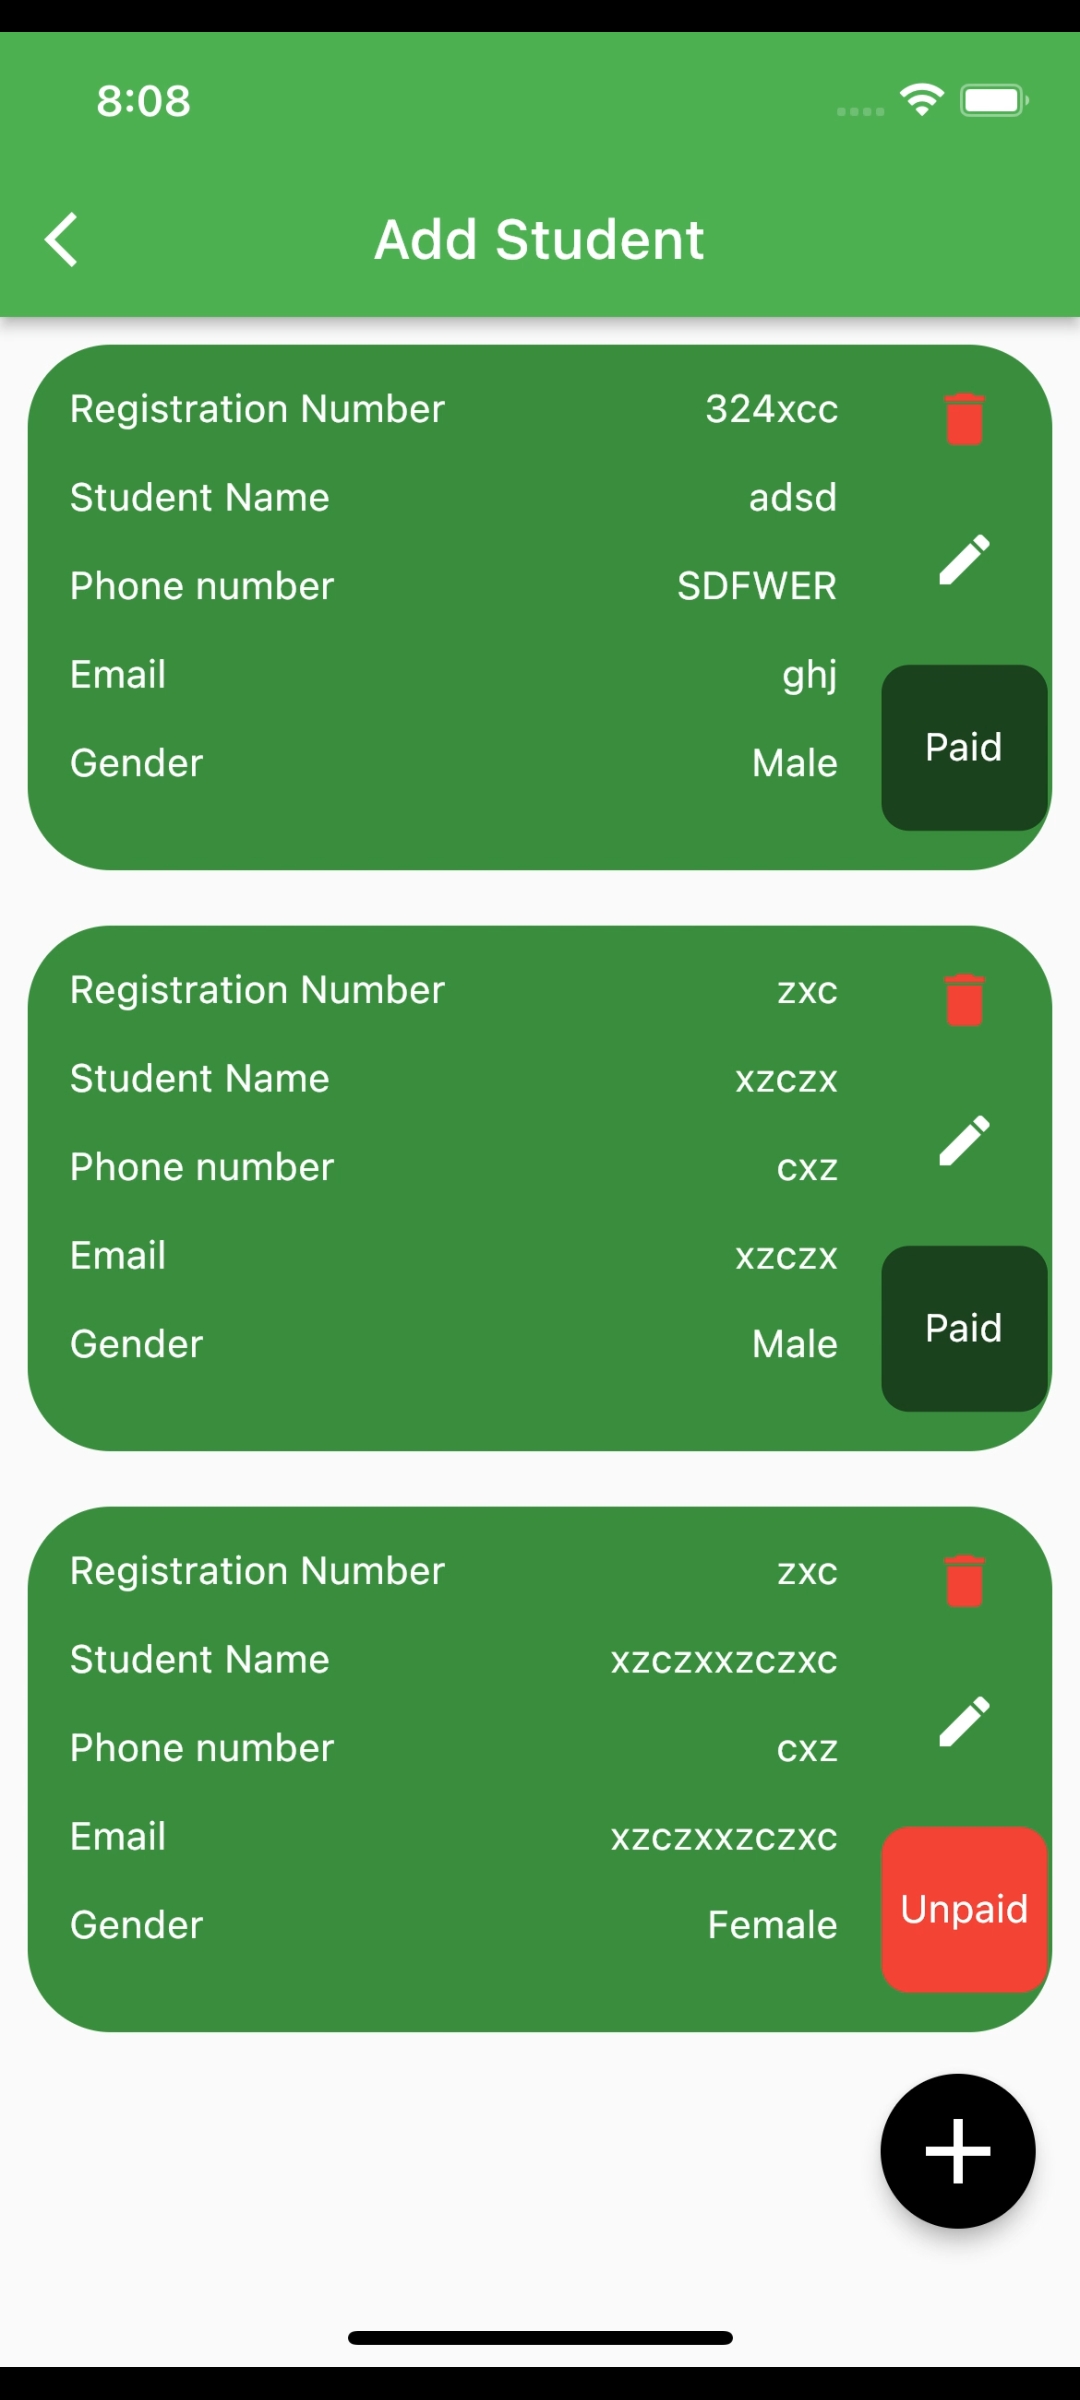 8:08
Add Student
Registration Number 324xcc
Student Name adsd
Phone number SDFWER
Email ghj
Gender Male
Paid
Registration Number zxc
Student Name xzczx
Phone number cxz
Email xzczx
Gender Male
Paid
Registration Number zxc
Student Name xzczxxzczxc
Phone number cxz
Email xzczxxzczxc
Gender Female
Unpaid